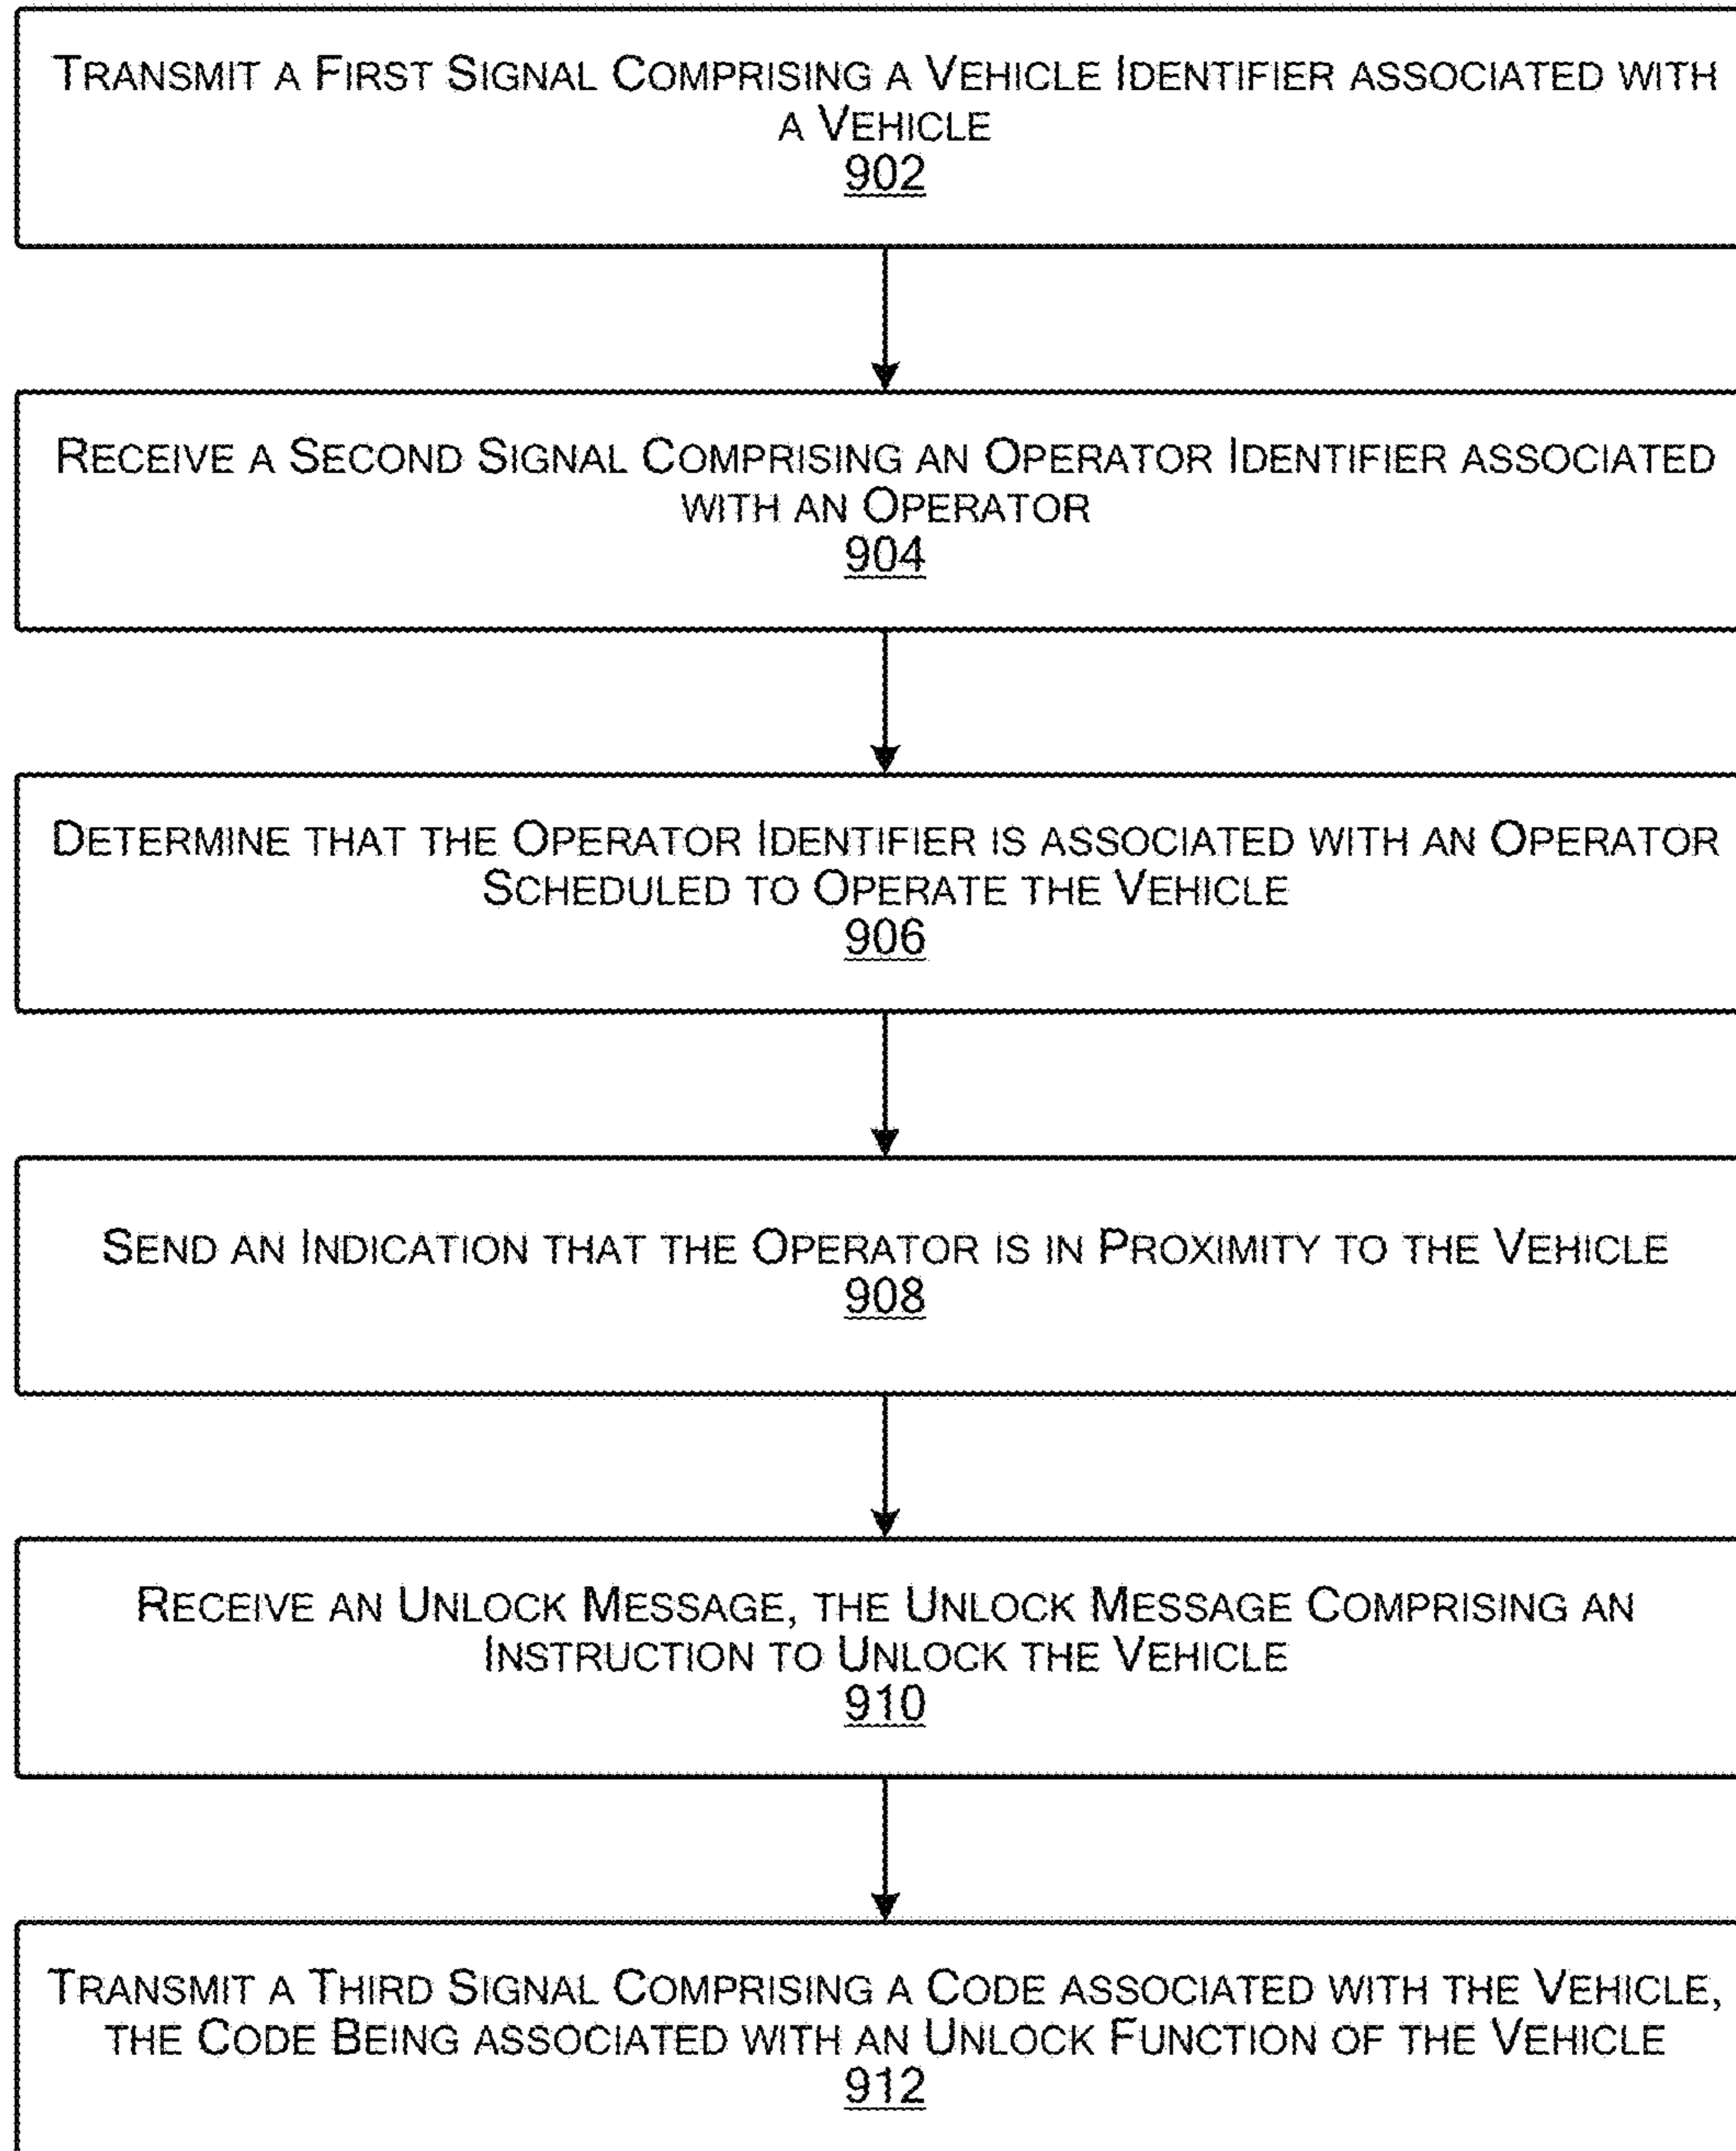 TRANSMIT A FIRST SIGNAL COMPRISING A VEHICLE IDENTIFIER ASSOCIATED WITH
A VEHICLE
902
RECEIVE A SECOND SIGNAL COMPRISING AN OPERATOR IDENTIFIER ASSOCIATED
WITH AN OPERATOR
904
DETERMINE THAT THE OPERATOR IDENTIFIER IS ASSOCIATED WITH AN OPERATOR
SCHEDULED TO OPERATE THE VEHICLE
906
SEND AN INDICATION THAT THE OPERATOR IS IN PROXIMITY TO THE VEHICLE
908
RECEIVE AN UNLOCK MESSAGE, THE UNLOCK MESSAGE COMPRISING AN
INSTRUCTION TO UNLOCK THE VEHICLE
910
TRANSMIT A THIRD SIGNAL COMPRISING A CODE ASSOCIATED WITH THE VEHICLE,
THE CODE BEING ASSOCIATED WITH AN UNLOCK FUNCTION OF THE VEHICLE
912